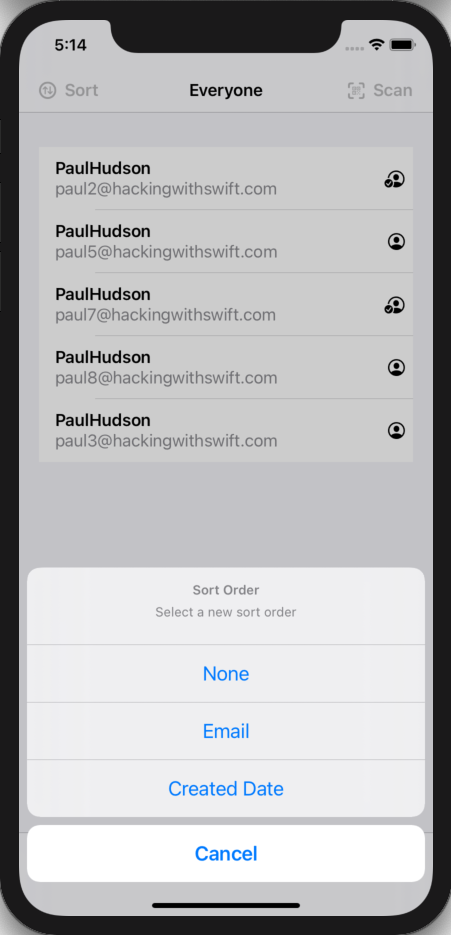 5:14
Sort Everyone Scan
PaulHudson
paul2@hackingwithswift.com
PaulHudson
paul5@hackingwithswift.com
PaulHudson
paul7@hackingwithswift.com
PaulHudson
paul8@hackingwithswift.com
PaulHudson
paul3@hackingwithswift.com
Sort Order
Select a new sort order
None
Email
Created Date
Cancel